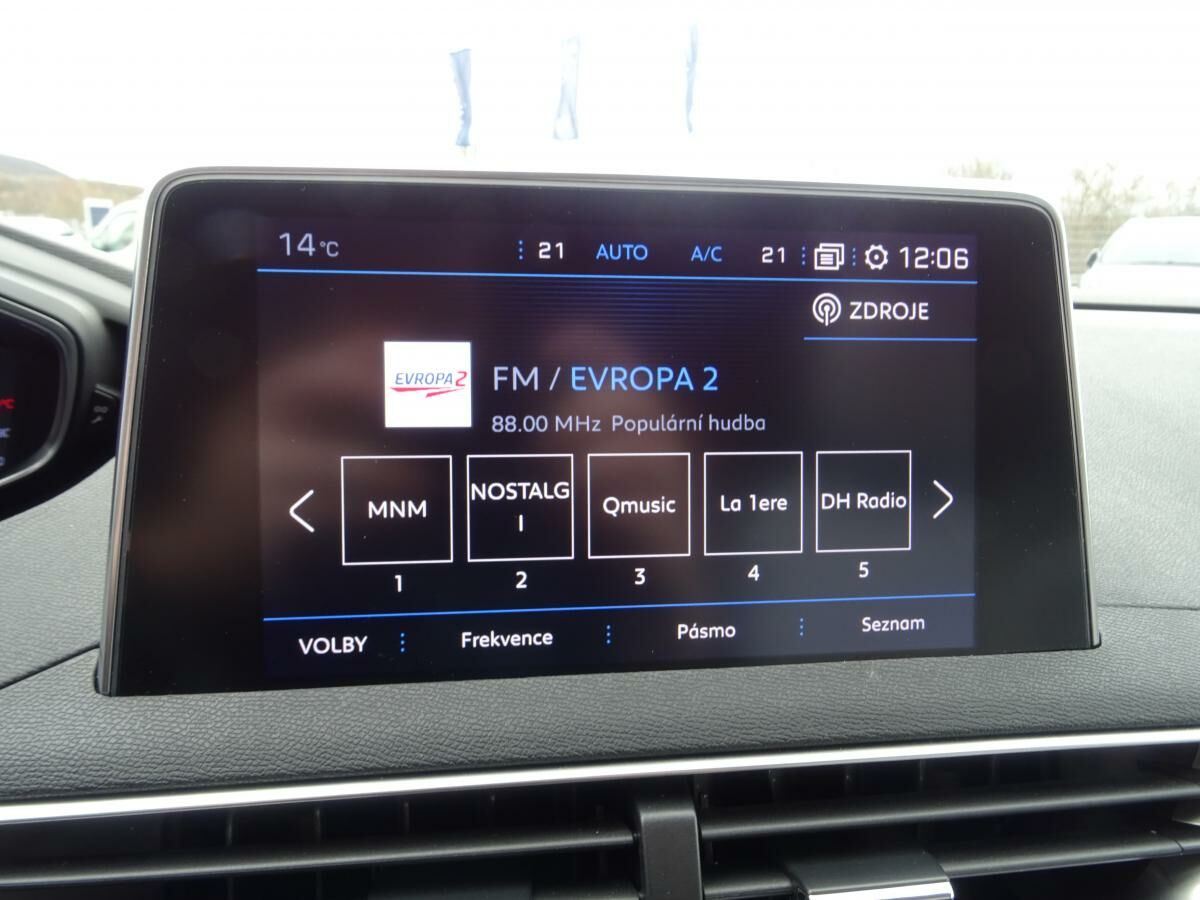 14°C 21 AUTO A/C 21 12:06
ZDROJE
EVROPA 2
FM / EVROPA 2
88.00 MHz Populární hudba
MNM
NOSTALG
I
Qmusic
La 1ere
DH Radio
1 2 3 4 5
VOLBY Frekvence Pásmo Seznam